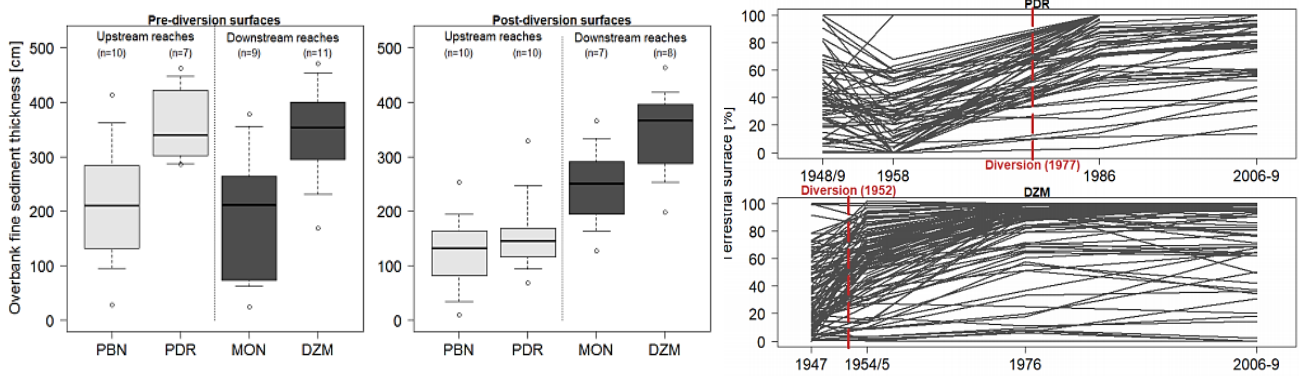 Pre-diversion surfaces
Upstream reaches
Downstream reaches
(n=10)
(n=7)
(n=9)
(n=11)
Overbank fine sediment thickness [cm]
500
400
300
200
100
0
PBN
PDR
MON
DZM
Post-diversion surfaces
Upstream reaches
Downstream reaches
(n=10)
(n=10)
(n=7)
(n=8)
500
400
300
200
100
0
PBN
PDR
MON
DZM
PDR
100
80
60
40
20
0
1948/9
1958
Diversion (1977)
1986
2006-9
Terrestrial surface [%]
Diversion (1952)
DZM
100
80
60
40
20
0
1947
1954/5
1976
2006-9